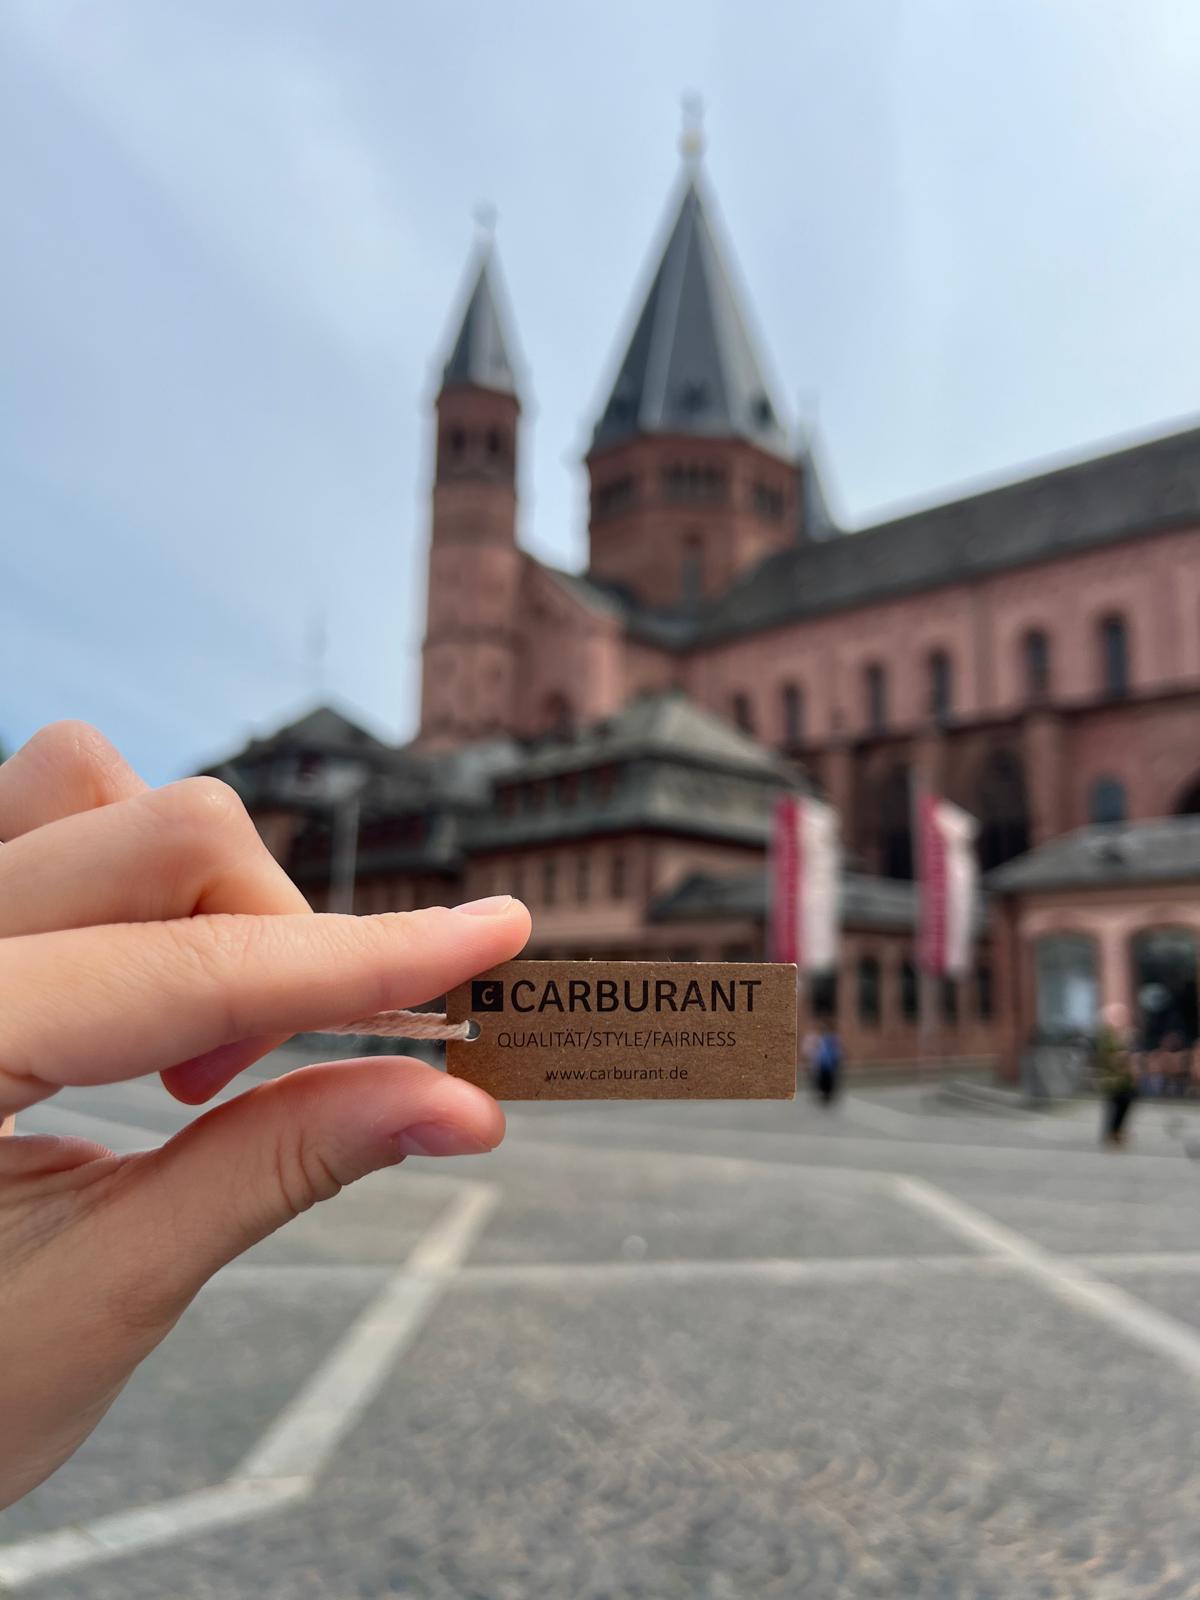 C CARBURANT
QUALITÄT/STYLE/FAIRNESS
www.carburant.de